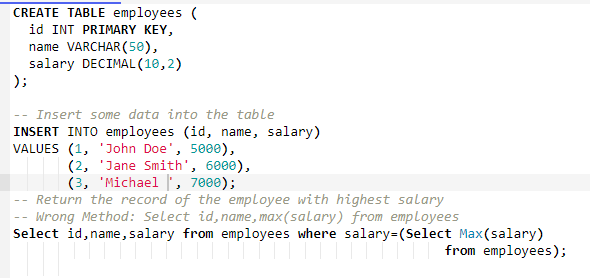 CREATE TABLE employees (
  id INT PRIMARY KEY,
  name VARCHAR(50),
  salary DECIMAL(10,2)
);

-- Insert some data into the table
INSERT INTO employees (id, name, salary)
VALUES (1, 'John Doe', 5000),
       (2, 'Jane Smith', 6000),
       (3, 'Michael ', 7000);
-- Return the record of the employee with highest salary
-- Wrong Method: Select id,name,max(salary) from employees
Select id,name,salary from employees where salary=(Select Max(salary)
                                                          from employees);